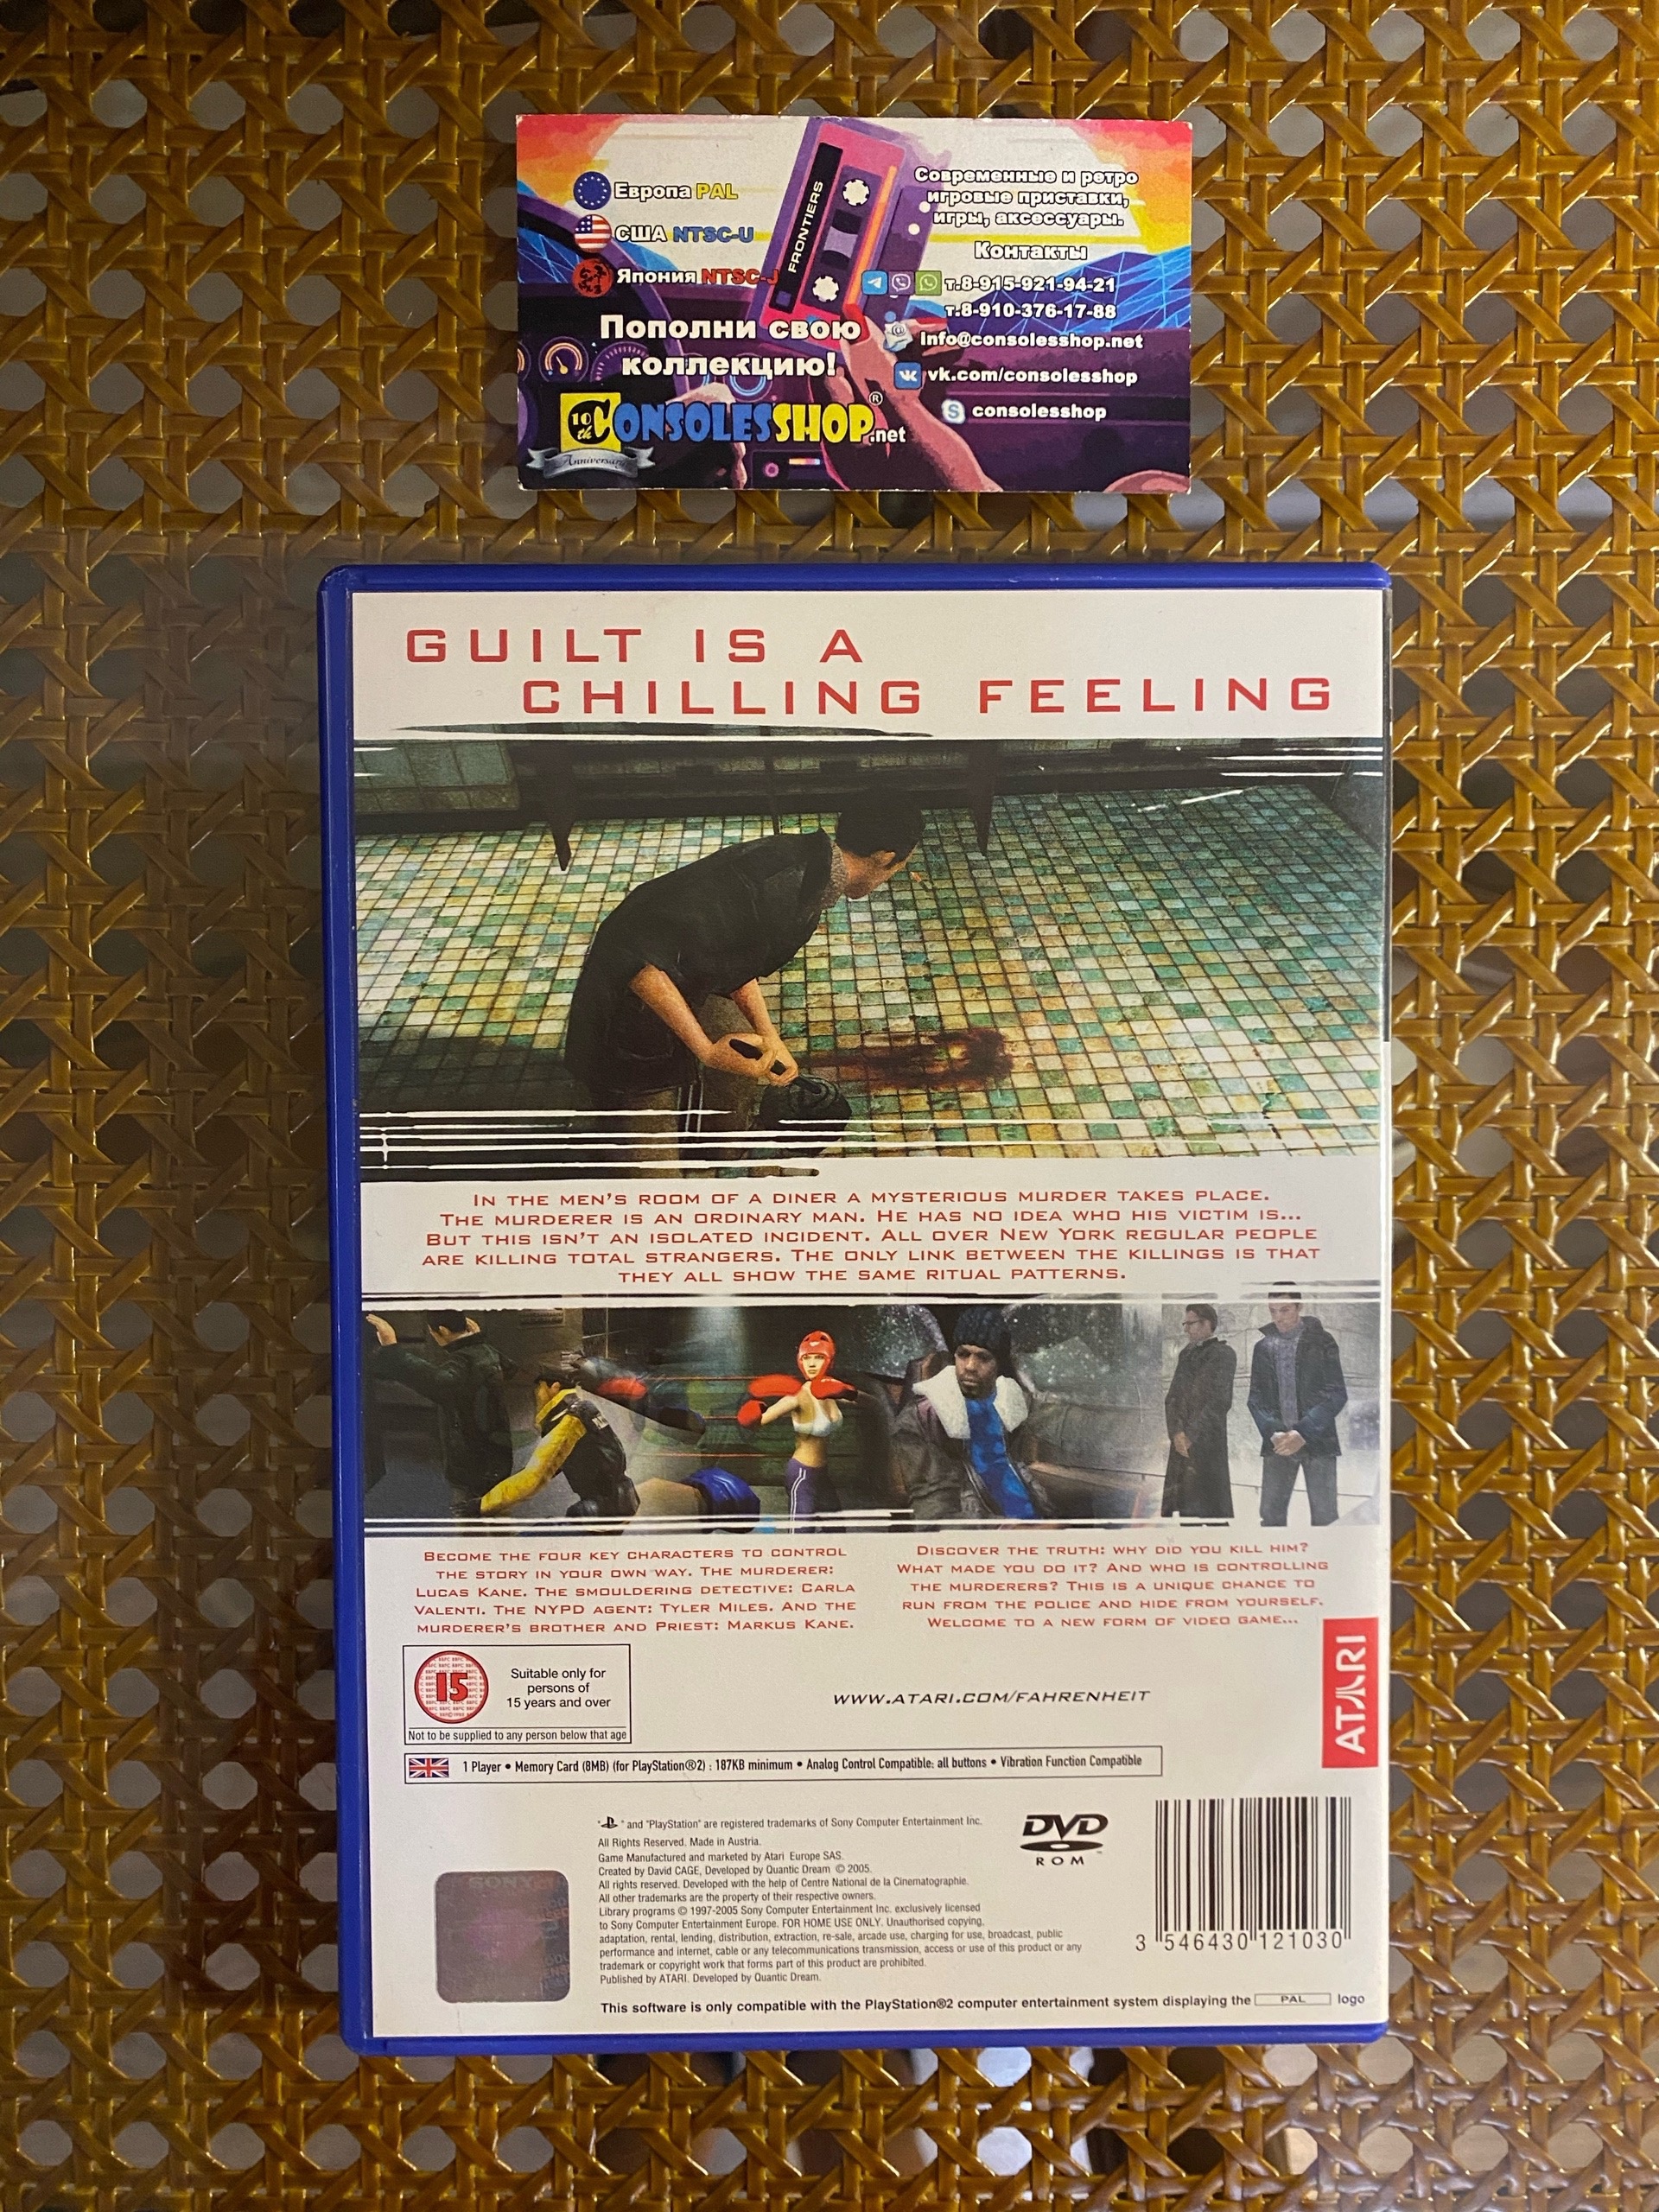 Европа PAL
США NTSC-U
Япония NTSC-J
Пополни свою
коллекцию!
10th
CONSOLESSHOP®.net
Anniversary
FRONTIERS
Современные и ретро
игровые приставки,
игры, аксессуары.
Контакты
т.8-915-921-94-21
т.8-910-376-17-88
info@consolesshop.net
vk.com/consolesshop
consolesshop
GUILT IS A
CHILLING FEELING
IN THE MEN'S ROOM OF A DINER A MYSTERIOUS MURDER TAKES PLACE.
THE MURDERER IS AN ORDINARY MAN. HE HAS NO IDEA WHO HIS VICTIM IS...
BUT THIS ISN'T AN ISOLATED INCIDENT. ALL OVER NEW YORK REGULAR PEOPLE
ARE KILLING TOTAL STRANGERS. THE ONLY LINK BETWEEN THE KILLINGS IS THAT
THEY ALL SHOW THE SAME RITUAL PATTERNS.
BECOME THE FOUR KEY CHARACTERS TO CONTROL
THE STORY IN YOUR OWN WAY. THE MURDERER:
LUCAS KANE. THE SMOULDERING DETECTIVE: CARLA
VALENTI. THE NYPD AGENT: TYLER MILES. AND THE
MURDERER'S BROTHER AND PRIEST: MARKUS KANE.
DISCOVER THE TRUTH: WHY DID YOU KILL HIM?
WHAT MADE YOU DO IT? AND WHO IS CONTROLLING
THE MURDERERS? THIS IS A UNIQUE CHANCE TO
RUN FROM THE POLICE AND HIDE FROM YOURSELF.
WELCOME TO A NEW FORM OF VIDEO GAME...
15
Suitable only for
persons of
15 years and over
Not to be supplied to any person below that age
WWW.ATARI.COM/FAHRENHEIT
ATARI
1 Player • Memory Card (8MB) (for PlayStation®2) : 187KB minimum • Analog Control Compatible: all buttons • Vibration Function Compatible
" " and "PlayStation" are registered trademarks of Sony Computer Entertainment Inc.
All Rights Reserved. Made in Austria.
Game Manufactured and marketed by Atari Europe SAS.
Created by David CAGE, Developed by Quantic Dream © 2005.
All rights reserved. Developed with the help of Centre National de la Cinematographie.
All other trademarks are the property of their respective owners.
Library programs © 1997-2005 Sony Computer Entertainment Inc. exclusively licensed
to Sony Computer Entertainment Europe. FOR HOME USE ONLY. Unauthorised copying,
adaptation, rental, lending, distribution, extraction, re-sale, arcade use, charging for use, broadcast, public
performance and internet, cable or any telecommunications transmission, access or use of this product or any
trademark or copyright work that forms part of this product are prohibited.
Published by ATARI. Developed by Quantic Dream.
DVD
ROM
3 546430 121030
SONY
This software is only compatible with the PlayStation®2 computer entertainment system displaying the PAL logo